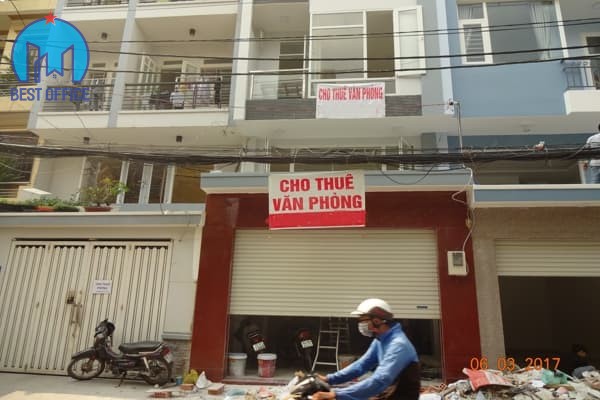 BEST OFFICE
CHO THUÊ VĂN PHÒNG
CHO THUÊ
VĂN PHÒNG
06 03 2017